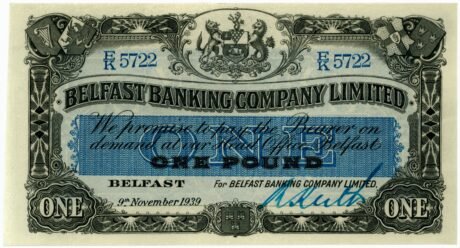 E/K 5722 E/K 5722
BELFAST BANKING COMPANY LIMITED
We promise to pay the Bearer on
demand at our Head Office, Belfast
ONE
ONE POUND
BELFAST For BELFAST BANKING COMPANY LIMITED.
9th November 1939
ONE ONE